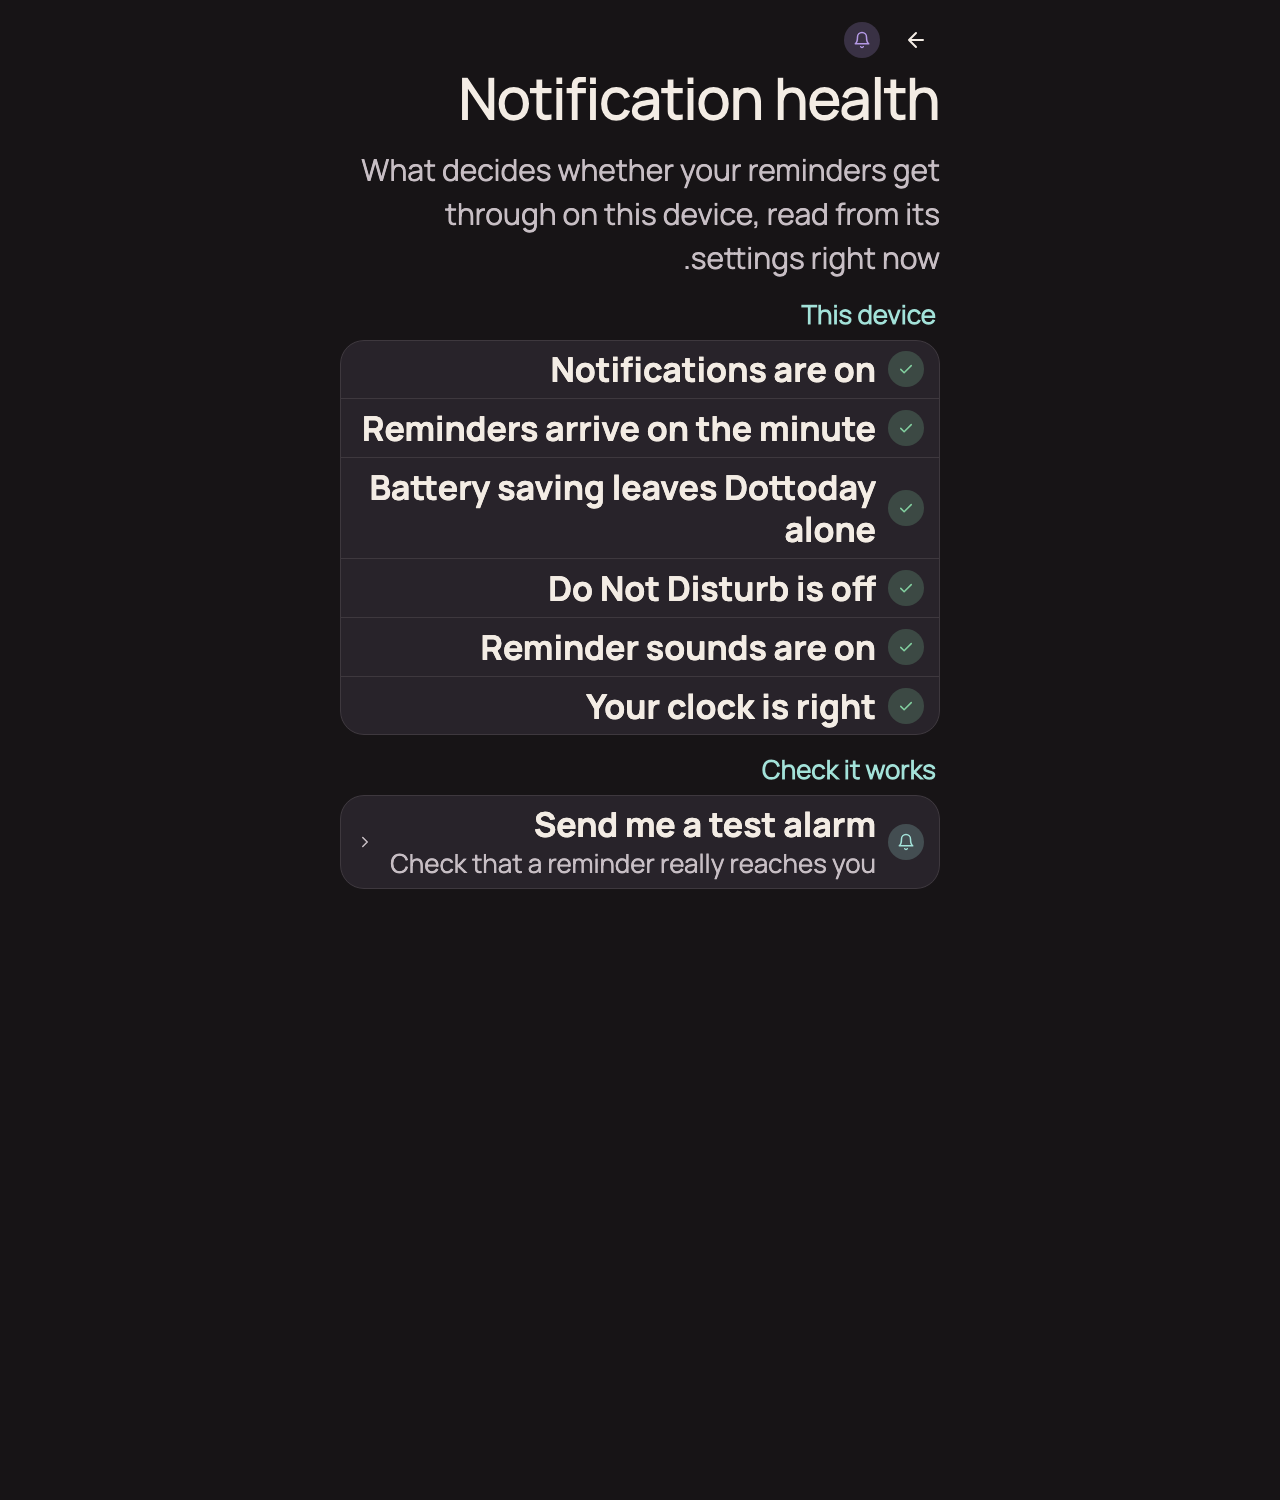 Notification health
What decides whether your reminders get
through on this device, read from its
.settings right now
This device
Notifications are on
Reminders arrive on the minute
Battery saving leaves Dottoday
alone
Do Not Disturb is off
Reminder sounds are on
Your clock is right
Check it works
Send me a test alarm
Check that a reminder really reaches you